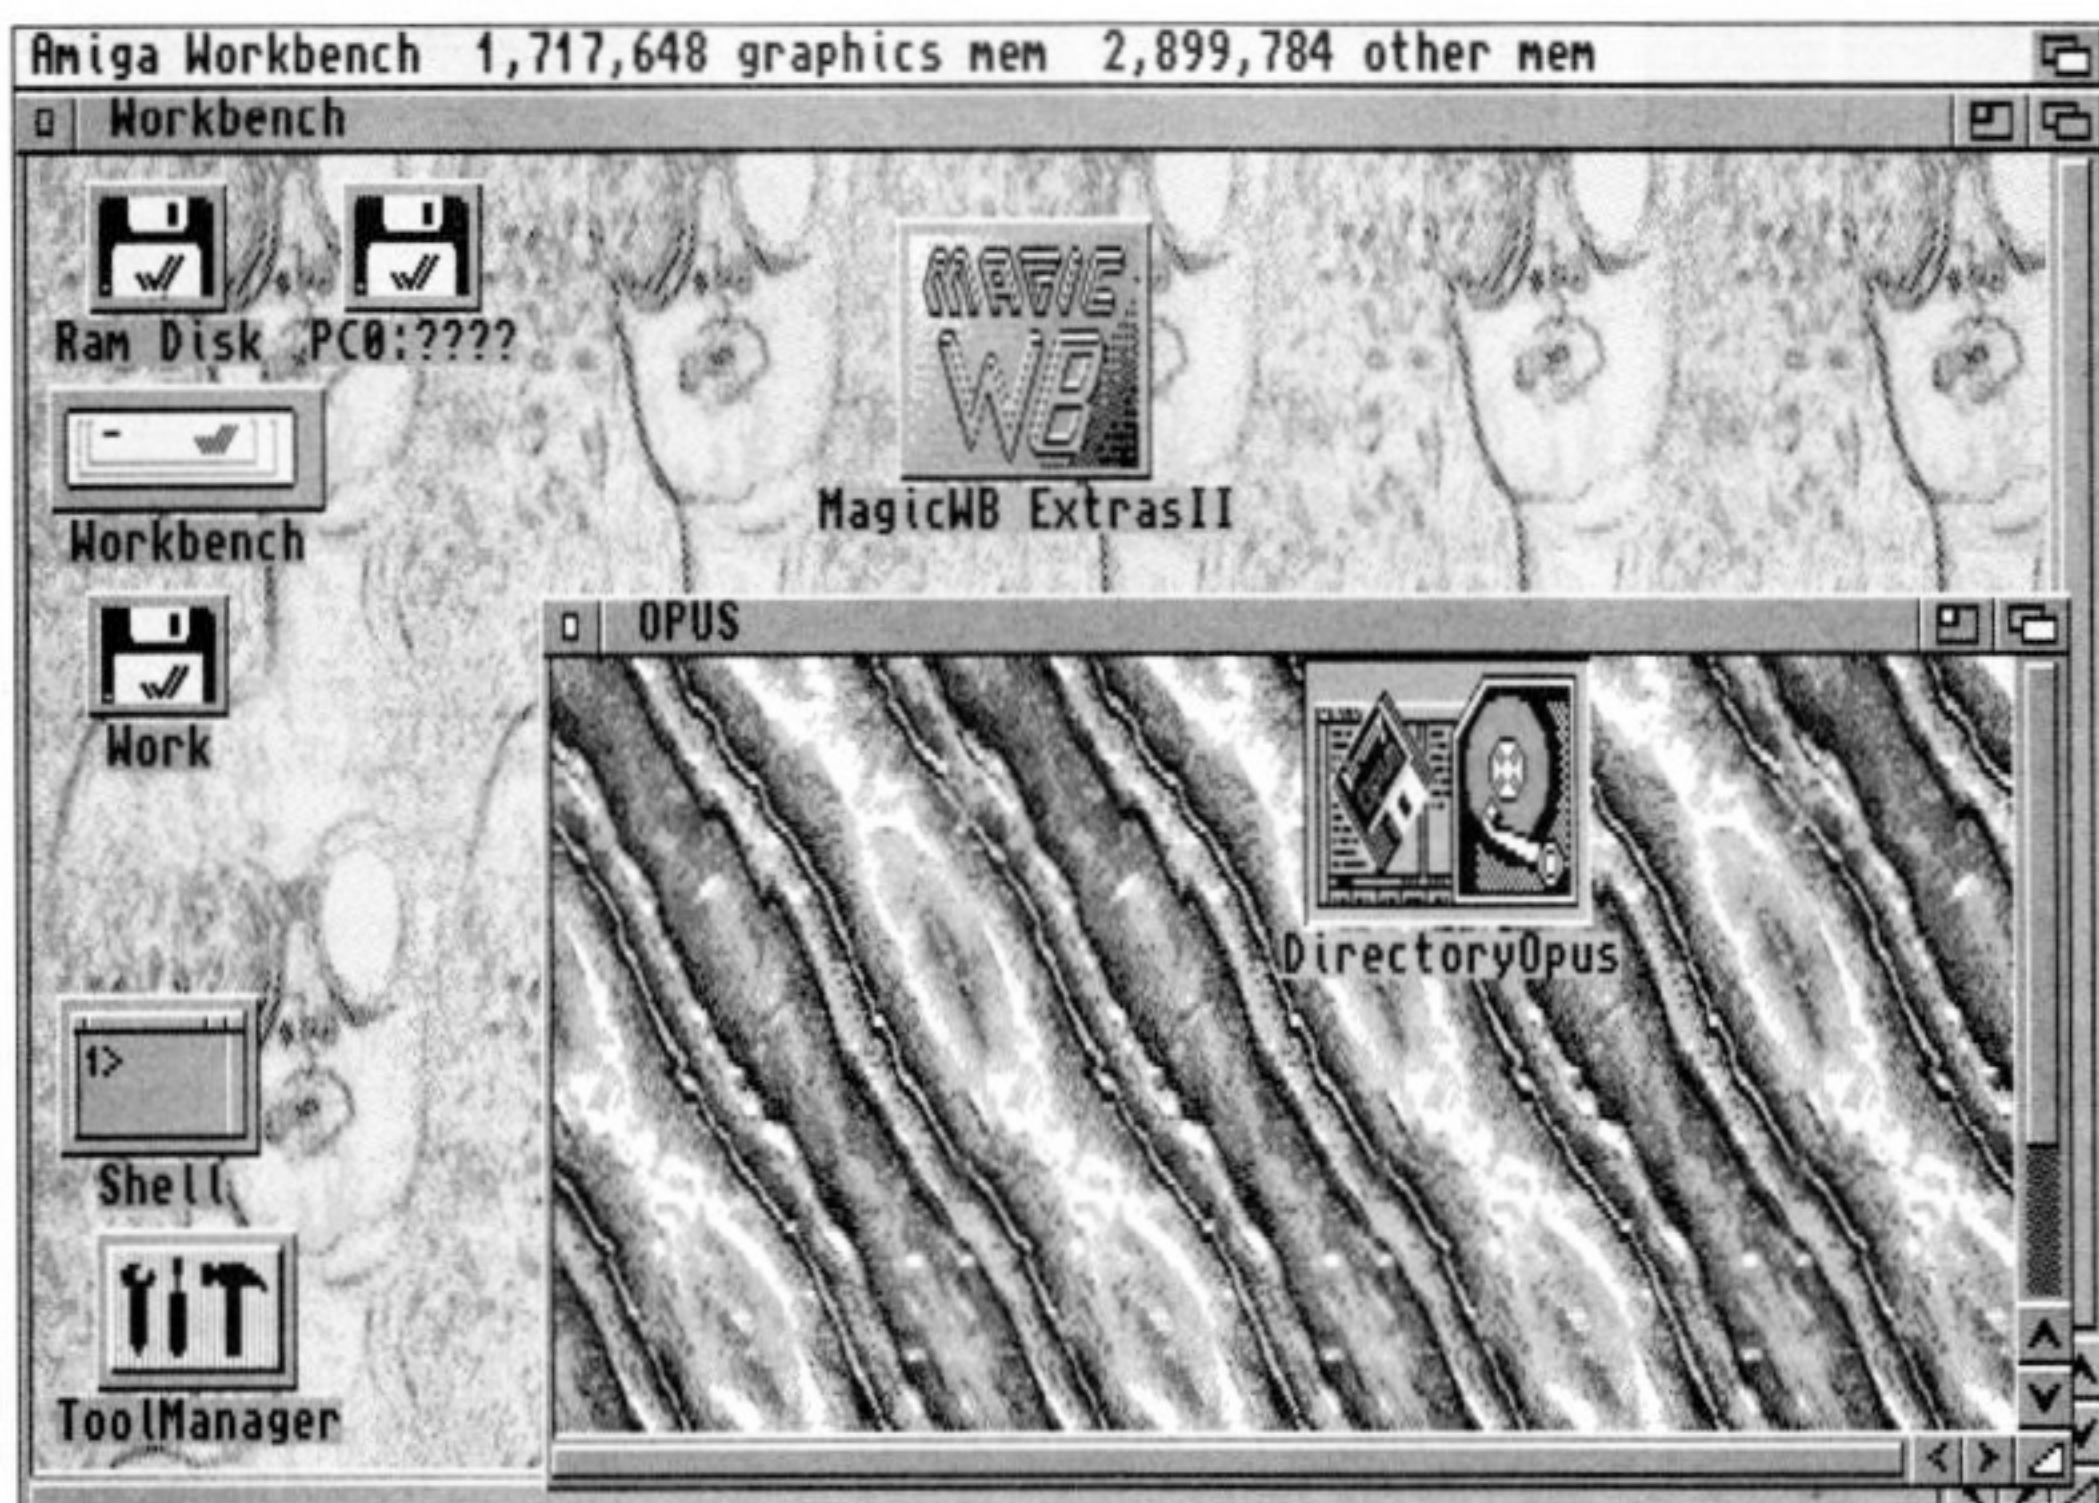 Amiga Workbench 1,717,648 graphics mem 2,899,784 other mem
Workbench
MAGIC
WB
Ram Disk PC0:????
MagicWB ExtrasII
Workbench
OPUS
Work
DirectoryOpus
1>
Shell
ToolManager